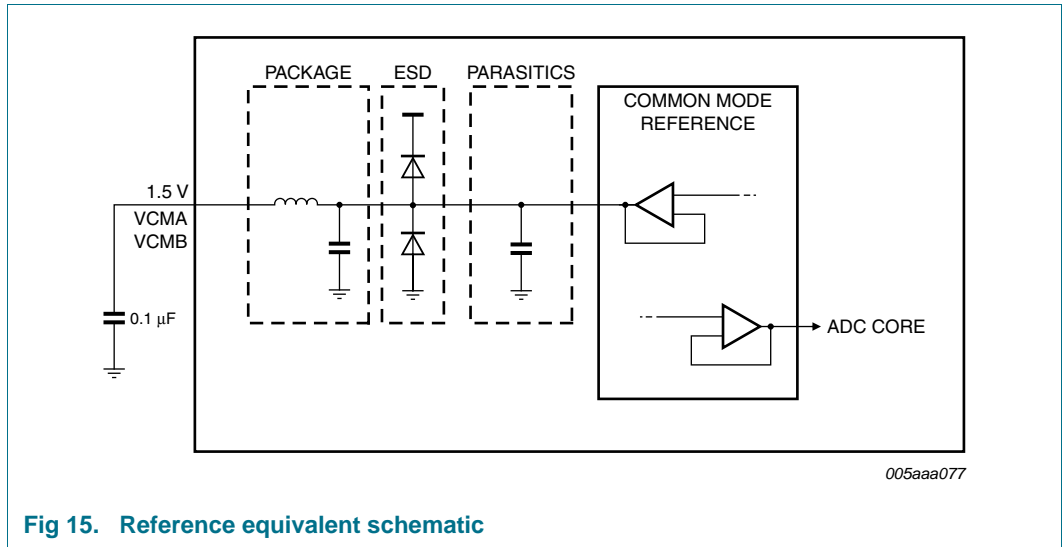 PACKAGE
ESD
PARASITICS
COMMON MODE
REFERENCE
1.5 V
VCMA
VCMB
0.1 μF
ADC CORE
005aaa077
Fig 15. Reference equivalent schematic